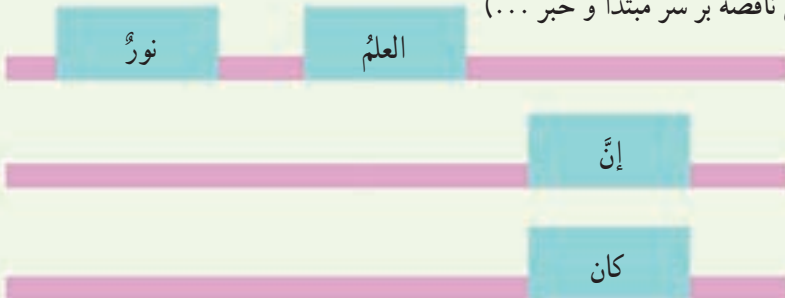 ناقصه بر سر مبتدا و خبر ...)
العلمُ نورٌ
إنَّ
كان